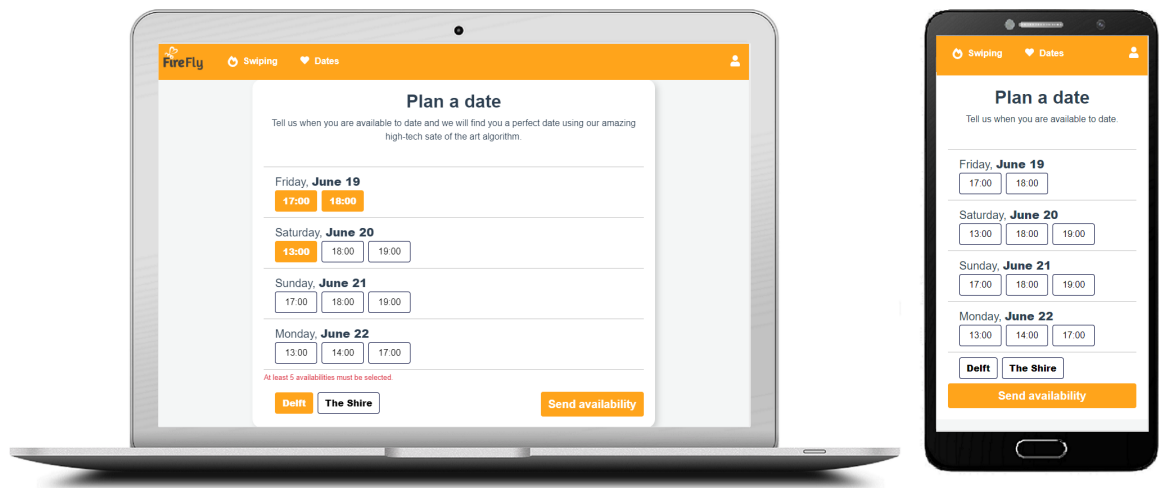 FireFly Swiping Dates
Plan a date
Tell us when you are available to date and we will find you a perfect date using our amazing
high-tech sate of the art algorithm.
Friday, June 19
17:00 18:00
Saturday, June 20
13:00 18:00 19:00
Sunday, June 21
17:00 18:00 19:00
Monday, June 22
13:00 14:00 17:00
At least 5 availabilities must be selected.
Delft The Shire Send availability
Swiping Dates
Plan a date
Tell us when you are available to date.
Friday, June 19
17:00 18:00
Saturday, June 20
13:00 18:00 19:00
Sunday, June 21
17:00 18:00 19:00
Monday, June 22
13:00 14:00 17:00
Delft The Shire
Send availability